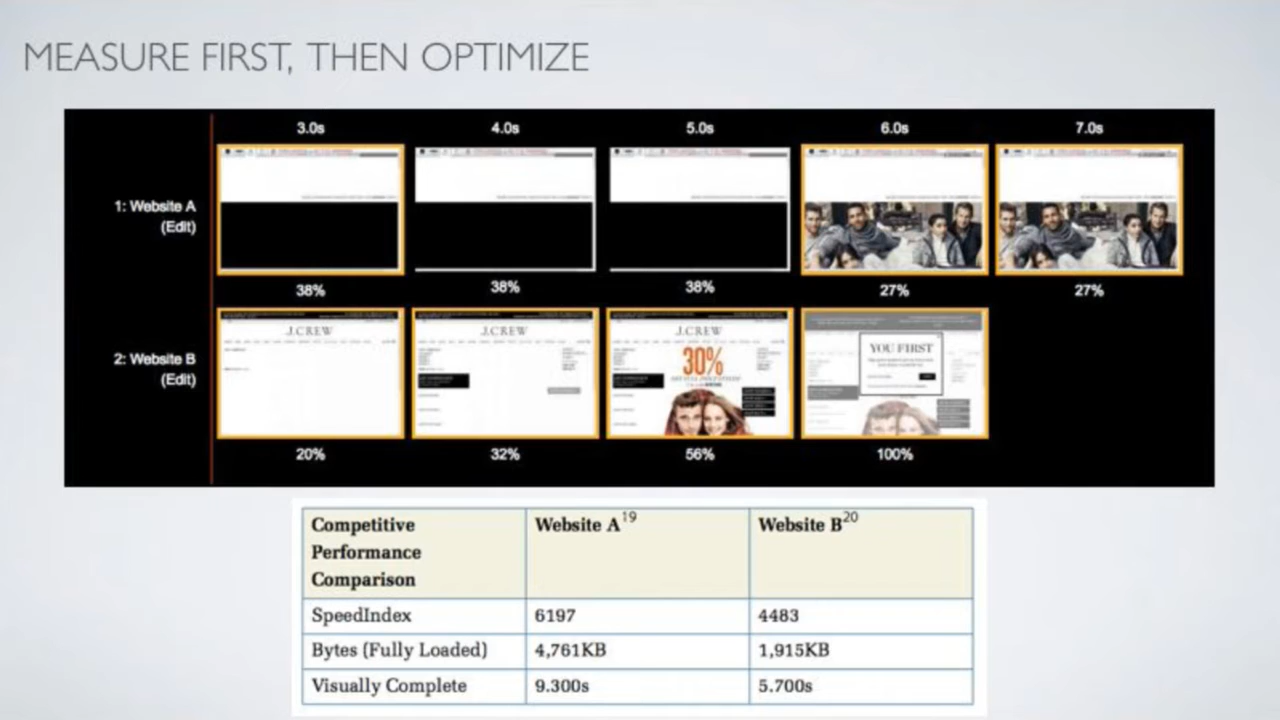 MEASURE FIRST, THEN OPTIMIZE
3.0s 4.0s 5.0s 6.0s 7.0s
1: Website A
(Edit)
38% 38% 38% 27% 27%
J.CREW J.CREW J.CREW
30%
YOU FIRST
2: Website B
(Edit)
20% 32% 56% 100%
Competitive Performance Comparison Website A19 Website B20
SpeedIndex 6197 4483
Bytes (Fully Loaded) 4,761KB 1,915KB
Visually Complete 9.300s 5.700s